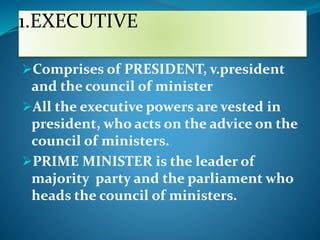 1.EXECUTIVE
➢Comprises of PRESIDENT, v.president
and the council of minister
➢All the executive powers are vested in
president, who acts on the advice on the
council of ministers.
➢PRIME MINISTER is the leader of
majority party and the parliament who
heads the council of ministers.